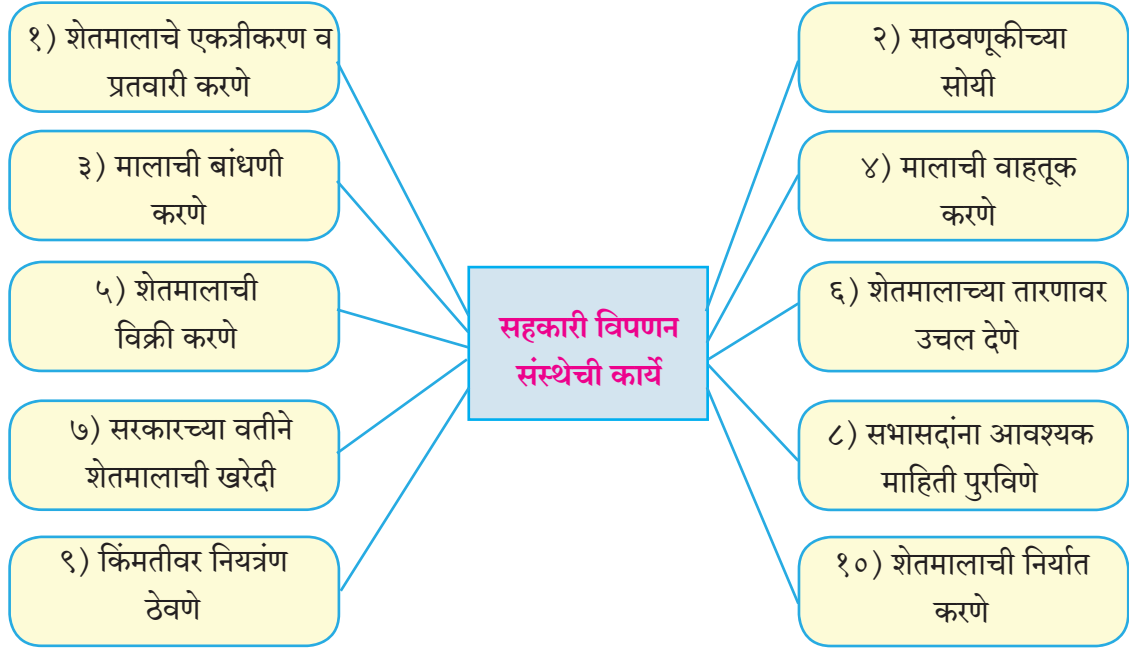 १) शेतमालाचे एकत्रीकरण व
प्रतवारी करणे
२) साठवणूकीच्या
सोयी
३) मालाची बांधणी
करणे
४) मालाची वाहतूक
करणे
५) शेतमालाची
विक्री करणे
६) शेतमालाच्या तारणावर
उचल देणे
सहकारी विपणन
संस्थेची कार्ये
७) सरकारच्या वतीने
शेतमालाची खरेदी
८) सभासदांना आवश्यक
माहिती पुरविणे
९) किंमतीवर नियत्रंण
ठेवणे
१०) शेतमालाची निर्यात
करणे